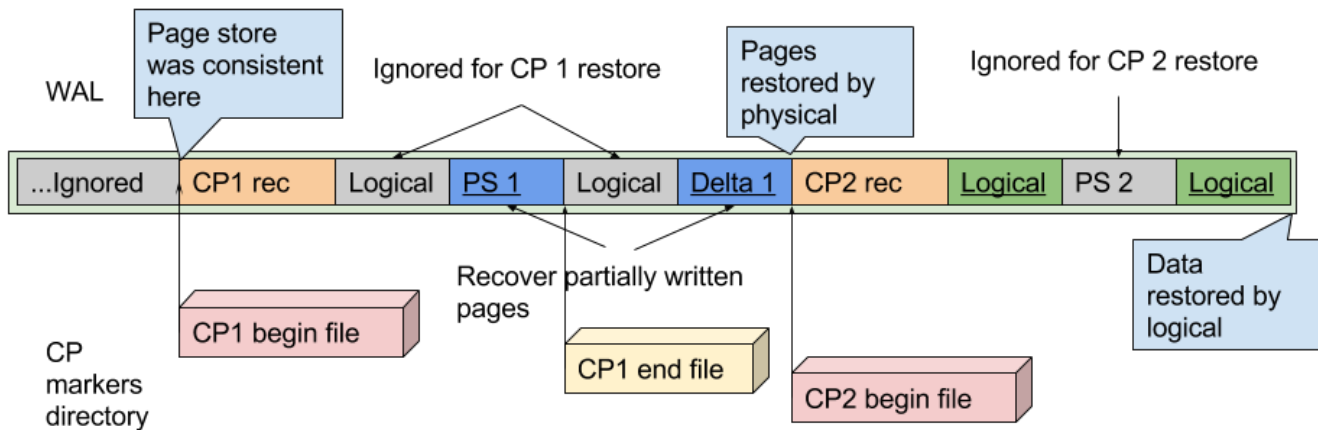 Page store
was consistent
here
WAL
Ignored for CP 1 restore
Pages
restored by
physical
Ignored for CP 2 restore
...Ignored
CP1 rec
Logical
PS 1
Logical
Delta 1
CP2 rec
Logical
PS 2
Logical
Recover partially written
pages
Data
restored by
logical
CP1 begin file
CP1 end file
CP2 begin file
CP
markers
directory